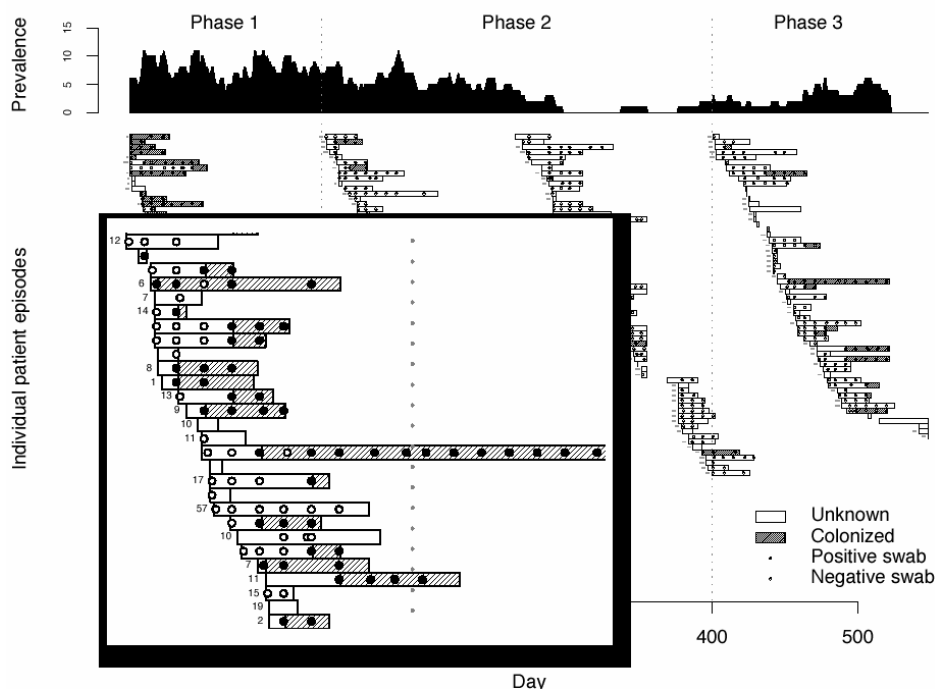 Phase 1 Phase 2 Phase 3
Prevalence
15
10
5
0
Individual patient episodes
12
6
7
14
8
1
13
9
10
11
17
57
10
7
11
15
19
2
Unknown
Colonized
Positive swab
Negative swab
400 500
Day